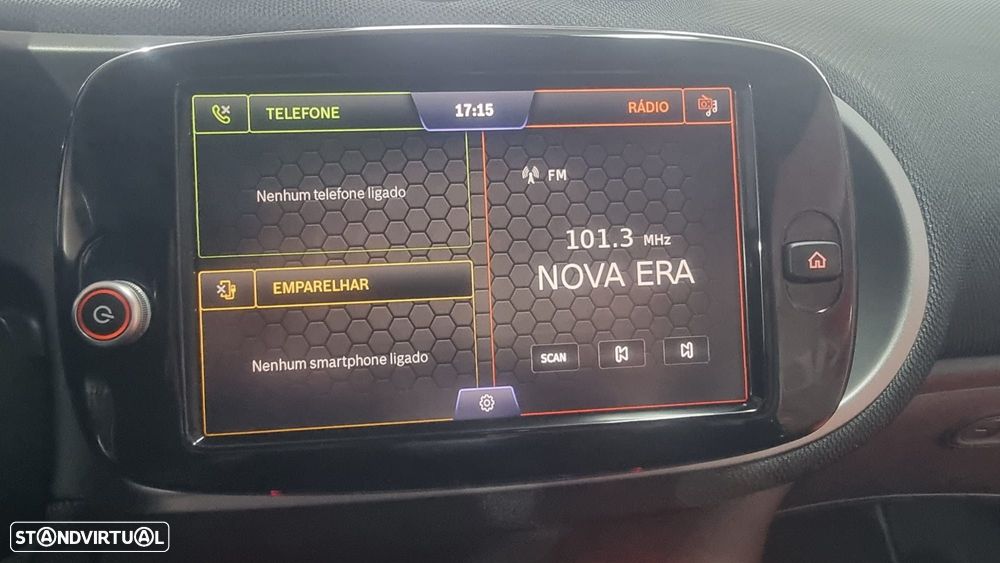 TELEFONE
17:15
RÁDIO
Nenhum telefone ligado
FM
101.3 MHz
NOVA ERA
EMPARELHAR
Nenhum smartphone ligado
SCAN
STANDVIRTUAL